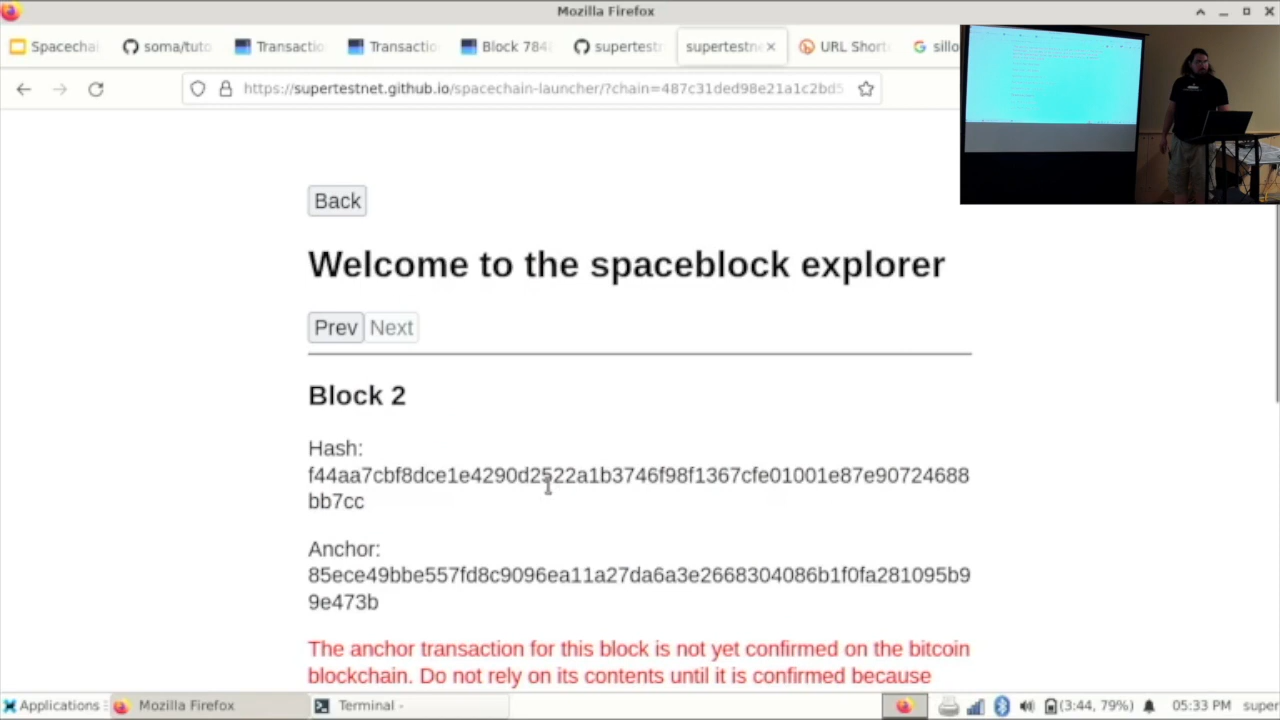 Mozilla Firefox
Spacecha
soma/tuto
Transactio
Transactio
Block 784
supertestn
supertestne
URL Short
sillo
https://supertestnet.github.io/spacechain-launcher/?chain=487c31ded98e21a1c2bd5
Back
Welcome to the spaceblock explorer
Prev Next
Block 2
Hash:
f44aa7cbf8dce1e4290d2522a1b3746f98f1367cfe01001e87e90724688
bb7cc
Anchor:
85ece49bbe557fd8c9096ea11a27da6a3e2668304086b1f0fa281095b9
9e473b
The anchor transaction for this block is not yet confirmed on the bitcoin
blockchain. Do not rely on its contents until it is confirmed because
Applications Mozilla Firefox Terminal - (3:44, 79%) 05:33 PM super